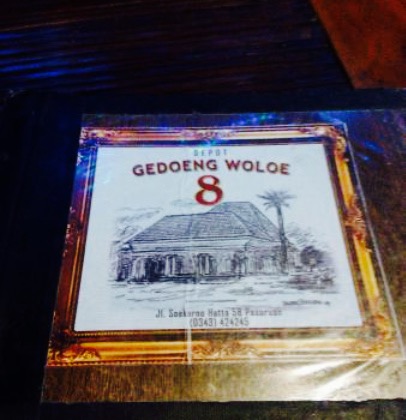 DEPOT
GEDOENG WOLOE
8
Jl. Soekarno Hatta 58 Pasuruan
(0343) 424245